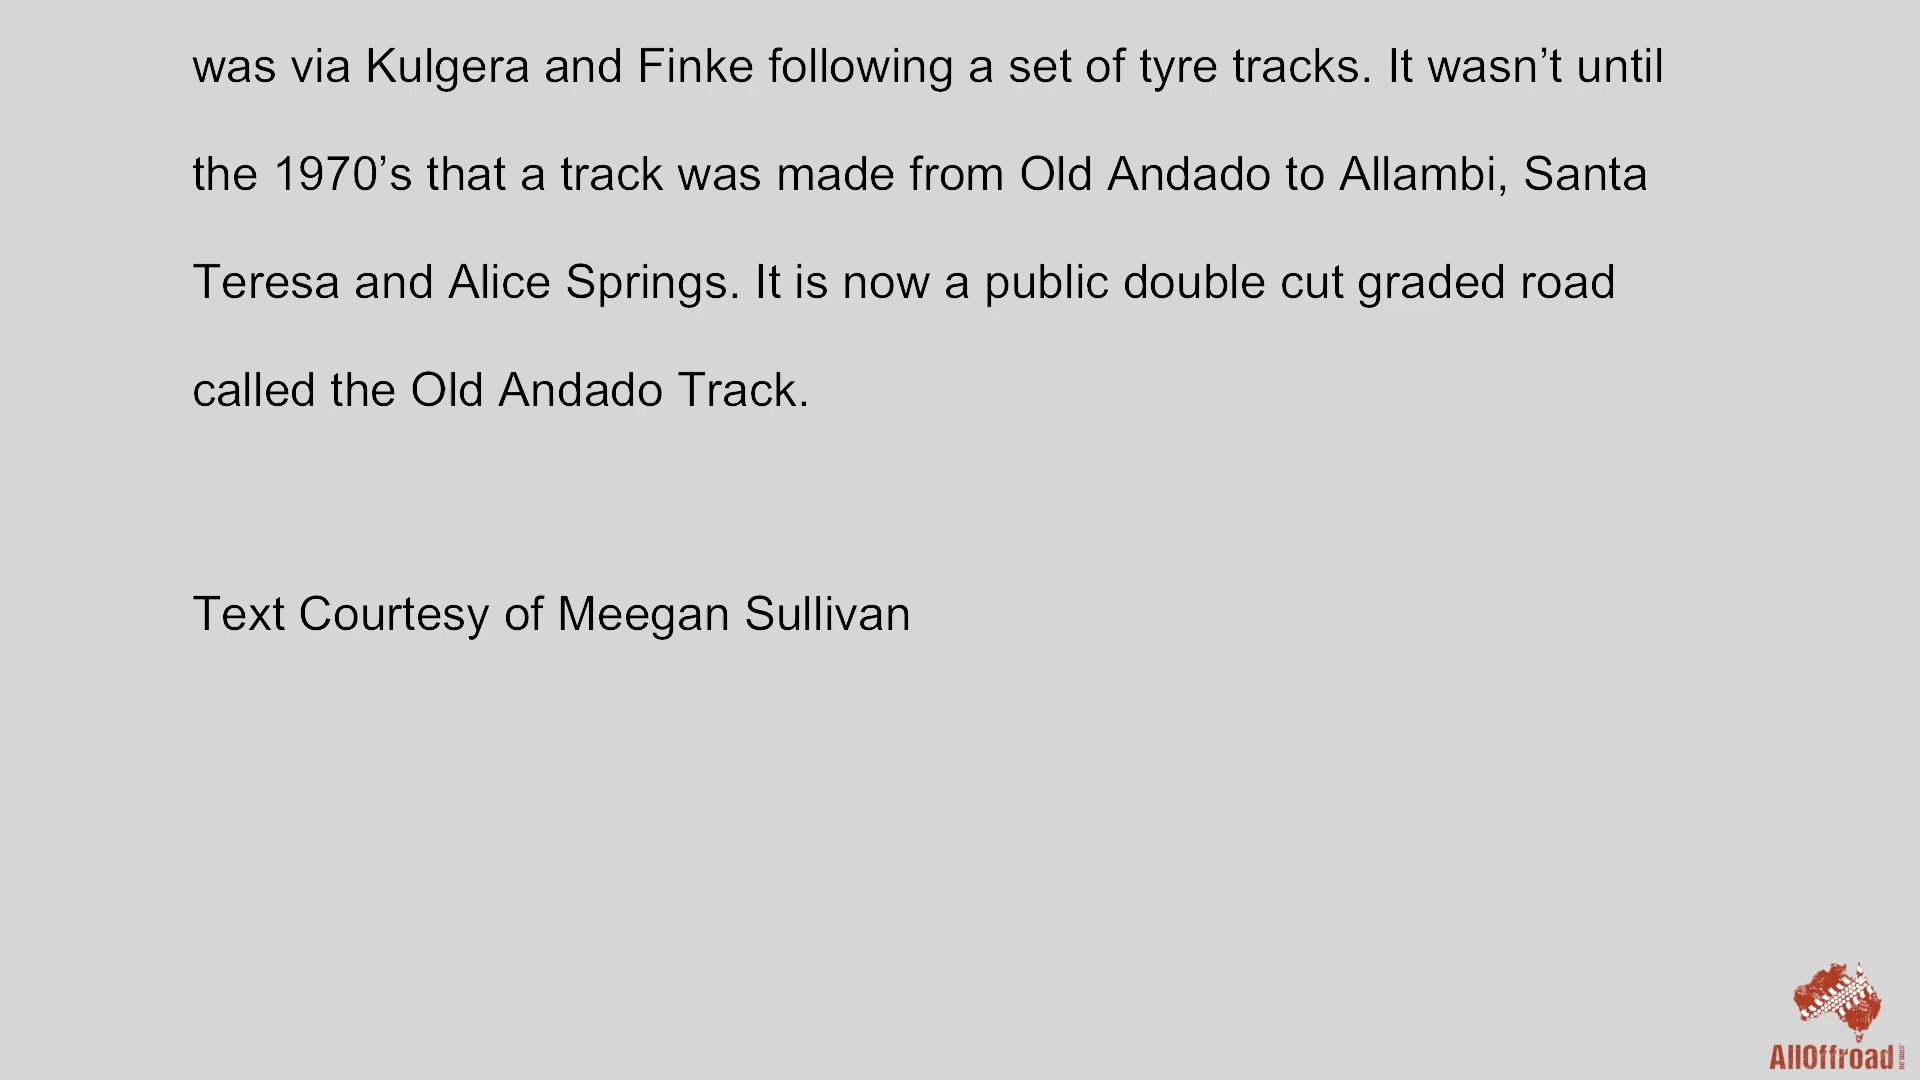 was via Kulgera and Finke following a set of tyre tracks. It wasn’t until
the 1970’s that a track was made from Old Andado to Allambi, Santa
Teresa and Alice Springs. It is now a public double cut graded road
called the Old Andado Track.
Text Courtesy of Meegan Sullivan
AllOffroad
.com.au